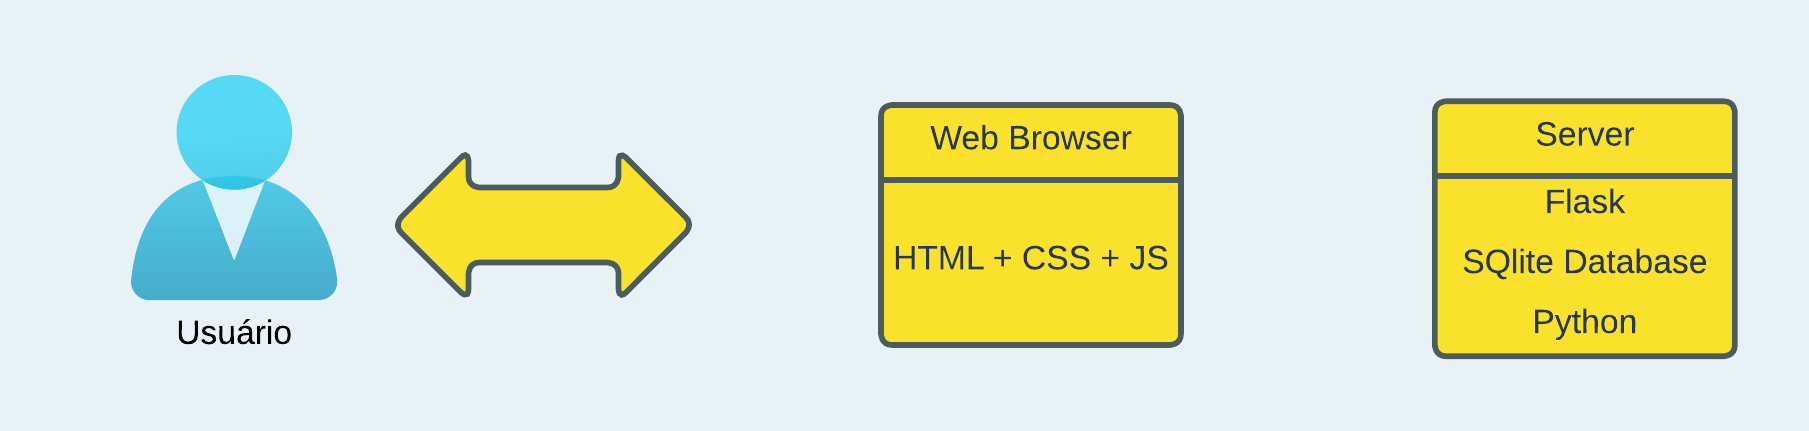 Usuário
Web Browser
HTML + CSS + JS
Server
Flask
SQlite Database
Python